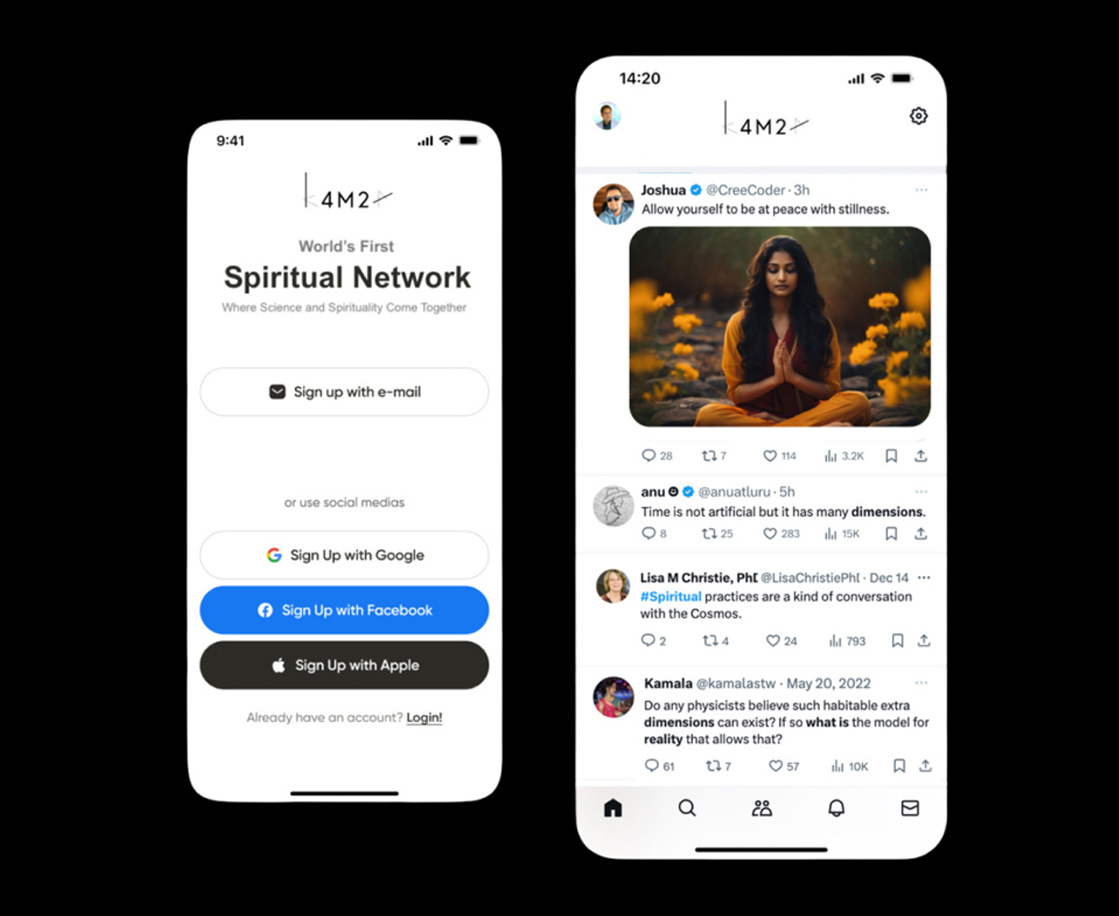 9:41
k4M2A
World's First
Spiritual Network
Where Science and Spirituality Come Together
Sign up with e-mail
or use social medias
Sign Up with Google
Sign Up with Facebook
Sign Up with Apple
Already have an account? Login!
14:20
k4M2A
Joshua @CreeCoder · 3h
Allow yourself to be at peace with stillness.
28 7 114 3.2K
anu @anuatluru · 5h
Time is not artificial but it has many dimensions.
8 25 283 15K
Lisa M Christie, PhD @LisaChristiePhD · Dec 14
#Spiritual practices are a kind of conversation
with the Cosmos.
2 4 24 793
Kamala @kamalastw · May 20, 2022
Do any physicists believe such habitable extra
dimensions can exist? If so what is the model for
reality that allows that?
61 7 57 10K